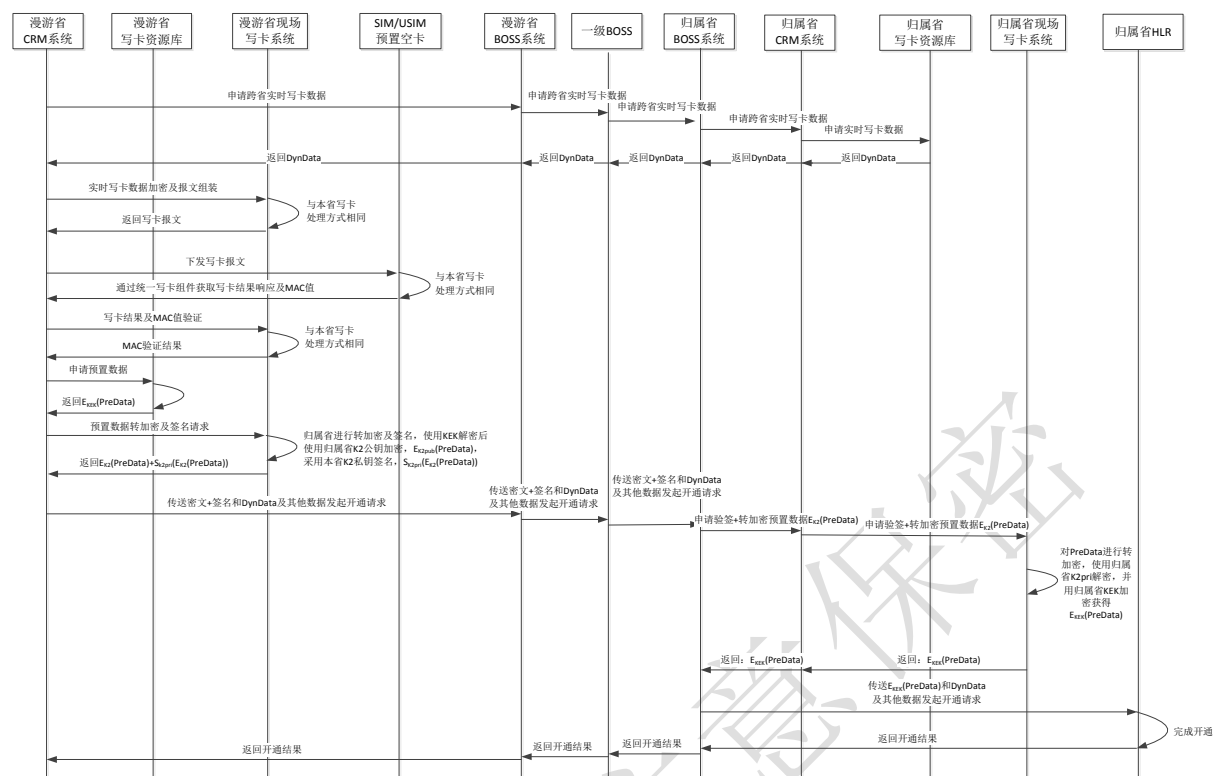 漫游省
CRM系统
漫游省
写卡资源库
漫游省现场
写卡系统
SIM/USIM
预置空卡
漫游省
BOSS系统
一级BOSS
归属省
BOSS系统
归属省
CRM系统
归属省
写卡资源库
归属省现场
写卡系统
归属省HLR
申请跨省实时写卡数据
申请跨省实时写卡数据
申请跨省实时写卡数据
申请跨省实时写卡数据
申请实时写卡数据
返回DynData
返回DynData
返回DynData
返回DynData
返回DynData
实时写卡数据加密及报文组装
与本省写卡
处理方式相同
返回写卡报文
下发写卡报文
与本省写卡
处理方式相同
通过统一写卡组件获取写卡结果响应及MAC值
写卡结果及MAC值验证
与本省写卡
处理方式相同
MAC验证结果
申请预置数据
返回EKEK(PreData)
预置数据转加密及签名请求
归属省进行转加密及签名，使用KEK解密后
使用归属省K2公钥加密，EK2pub(PreData)，
采用本省K2私钥签名，SK2pri(EK2(PreData))
返回EK2(PreData)+Sk2pri(EK2(PreData))
传送密文+签名和DynData及其他数据发起开通请求
传送密文+签名和DynData
及其他数据发起开通请求
传送密文+签名和DynData
及其他数据发起开通请求
申请验签+转加密预置数据EK2(PreData)
申请验签+转加密预置数据EK2(PreData)
对PreData进行转
加密，使用归属
省K2pri解密，并
用归属省KEK加
密获得
EKEK(PreData)
返回：EKEK(PreData)
返回：EKEK(PreData)
传送EKEK(PreData)和DynData
及其他数据发起开通请求
完成开通
返回开通结果
返回开通结果
返回开通结果
返回开通结果
意保密